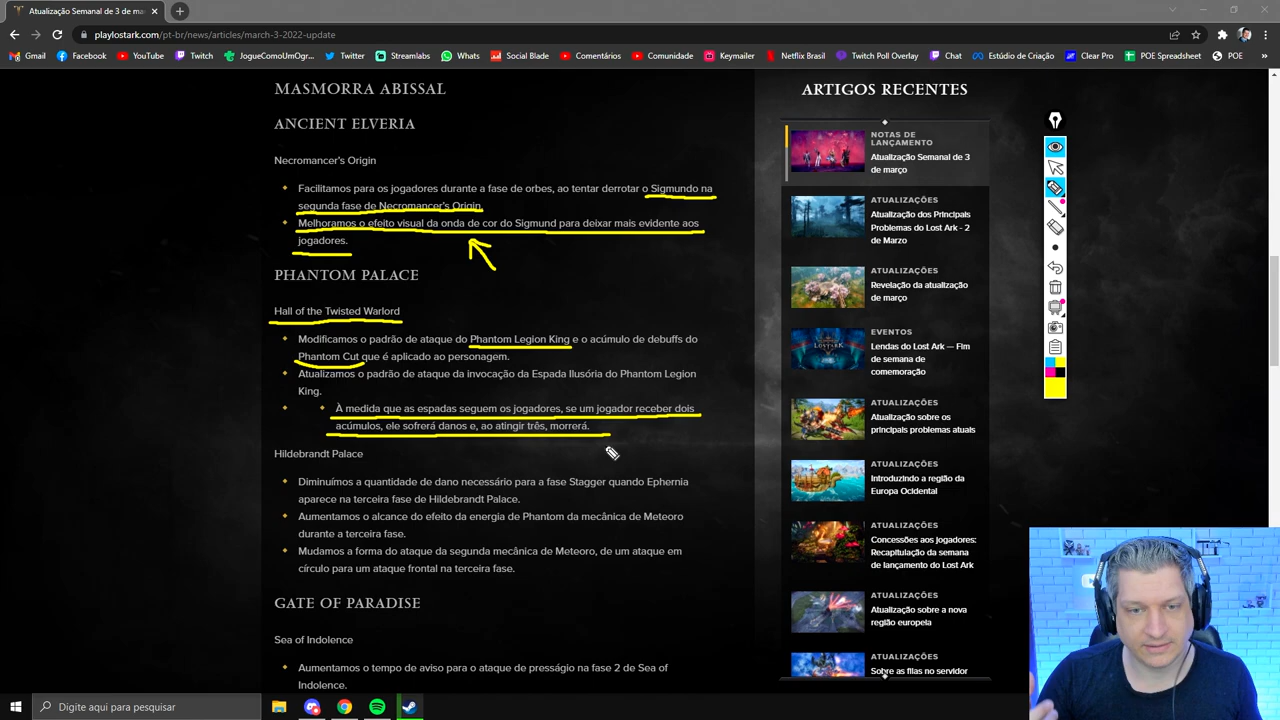 Atualização Semanal de 3 de mar
playlostark.com/pt-br/news/articles/march-3-2022-update
Gmail
Facebook
YouTube
Twitch
JogueComoUmOgr...
Twitter
Streamlabs
Whats
Social Blade
Comentários
Comunidade
Keymailer
Netflix Brasil
Twitch Poll Overlay
Chat
Estúdio de Criação
Clear Pro
POE Spreadsheet
POE
MASMORRA ABISSAL
ANCIENT ELVERIA
Necromancer's Origin
Facilitamos para os jogadores durante a fase de orbes, ao tentar derrotar o Sigmundo na
segunda fase de Necromancer's Origin.
Melhoramos o efeito visual da onda de cor do Sigmund para deixar mais evidente aos
jogadores.
PHANTOM PALACE
Hall of the Twisted Warlord
Modificamos o padrão de ataque do Phantom Legion King e o acúmulo de debuffs do
Phantom Cut que é aplicado ao personagem.
Atualizamos o padrão de ataque da invocação da Espada Ilusória do Phantom Legion
King.
À medida que as espadas seguem os jogadores, se um jogador receber dois
acúmulos, ele sofrerá danos e, ao atingir três, morrerá.
Hildebrandt Palace
Diminuímos a quantidade de dano necessário para a fase Stagger quando Ephernia
aparece na terceira fase de Hildebrandt Palace.
Aumentamos o alcance do efeito da energia de Phantom da mecânica de Meteoro
durante a terceira fase.
Mudamos a forma do ataque da segunda mecânica de Meteoro, de um ataque em
círculo para um ataque frontal na terceira fase.
GATE OF PARADISE
Sea of Indolence
Aumentamos o tempo de aviso para o ataque de presságio na fase 2 de Sea of
Indolence.
ARTIGOS RECENTES
NOTAS DE
LANÇAMENTO
Atualização Semanal de 3
de março
ATUALIZAÇÕES
Atualização dos Principais
Problemas do Lost Ark - 2
de Marzo
ATUALIZAÇÕES
Revelação da atualização
de março
EVENTOS
Lendas do Lost Ark — Fim
de semana de
comemoração
ATUALIZAÇÕES
Atualização sobre os
principais problemas atuais
ATUALIZAÇÕES
Introduzindo a região da
Europa Ocidental
ATUALIZAÇÕES
Concessões aos jogadores:
Recapitulação da semana
de lançamento do Lost Ark
ATUALIZAÇÕES
Atualização sobre a nova
região europeia
ATUALIZAÇÕES
Sobre as filas no servidor
Digite aqui para pesquisar